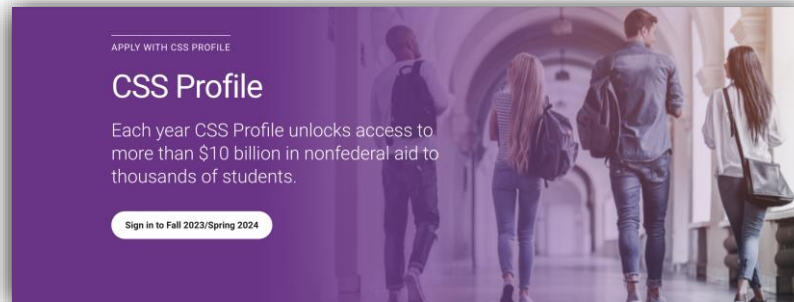 APPLY WITH CSS PROFILE
CSS Profile
Each year CSS Profile unlocks access to
more than $10 billion in nonfederal aid to
thousands of students.
Sign in to Fall 2023/Spring 2024